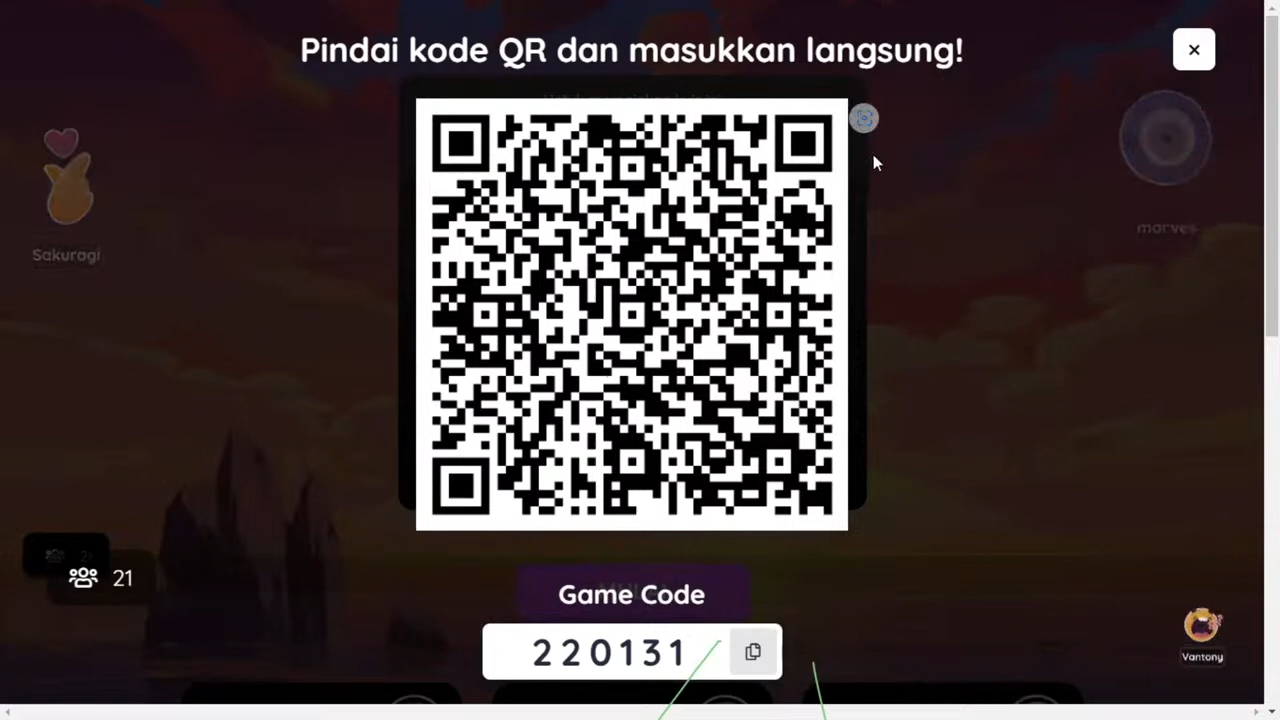 Pindai kode QR dan masukkan langsung!
Sakuragi
marves
21
Game Code
220131
Vantony